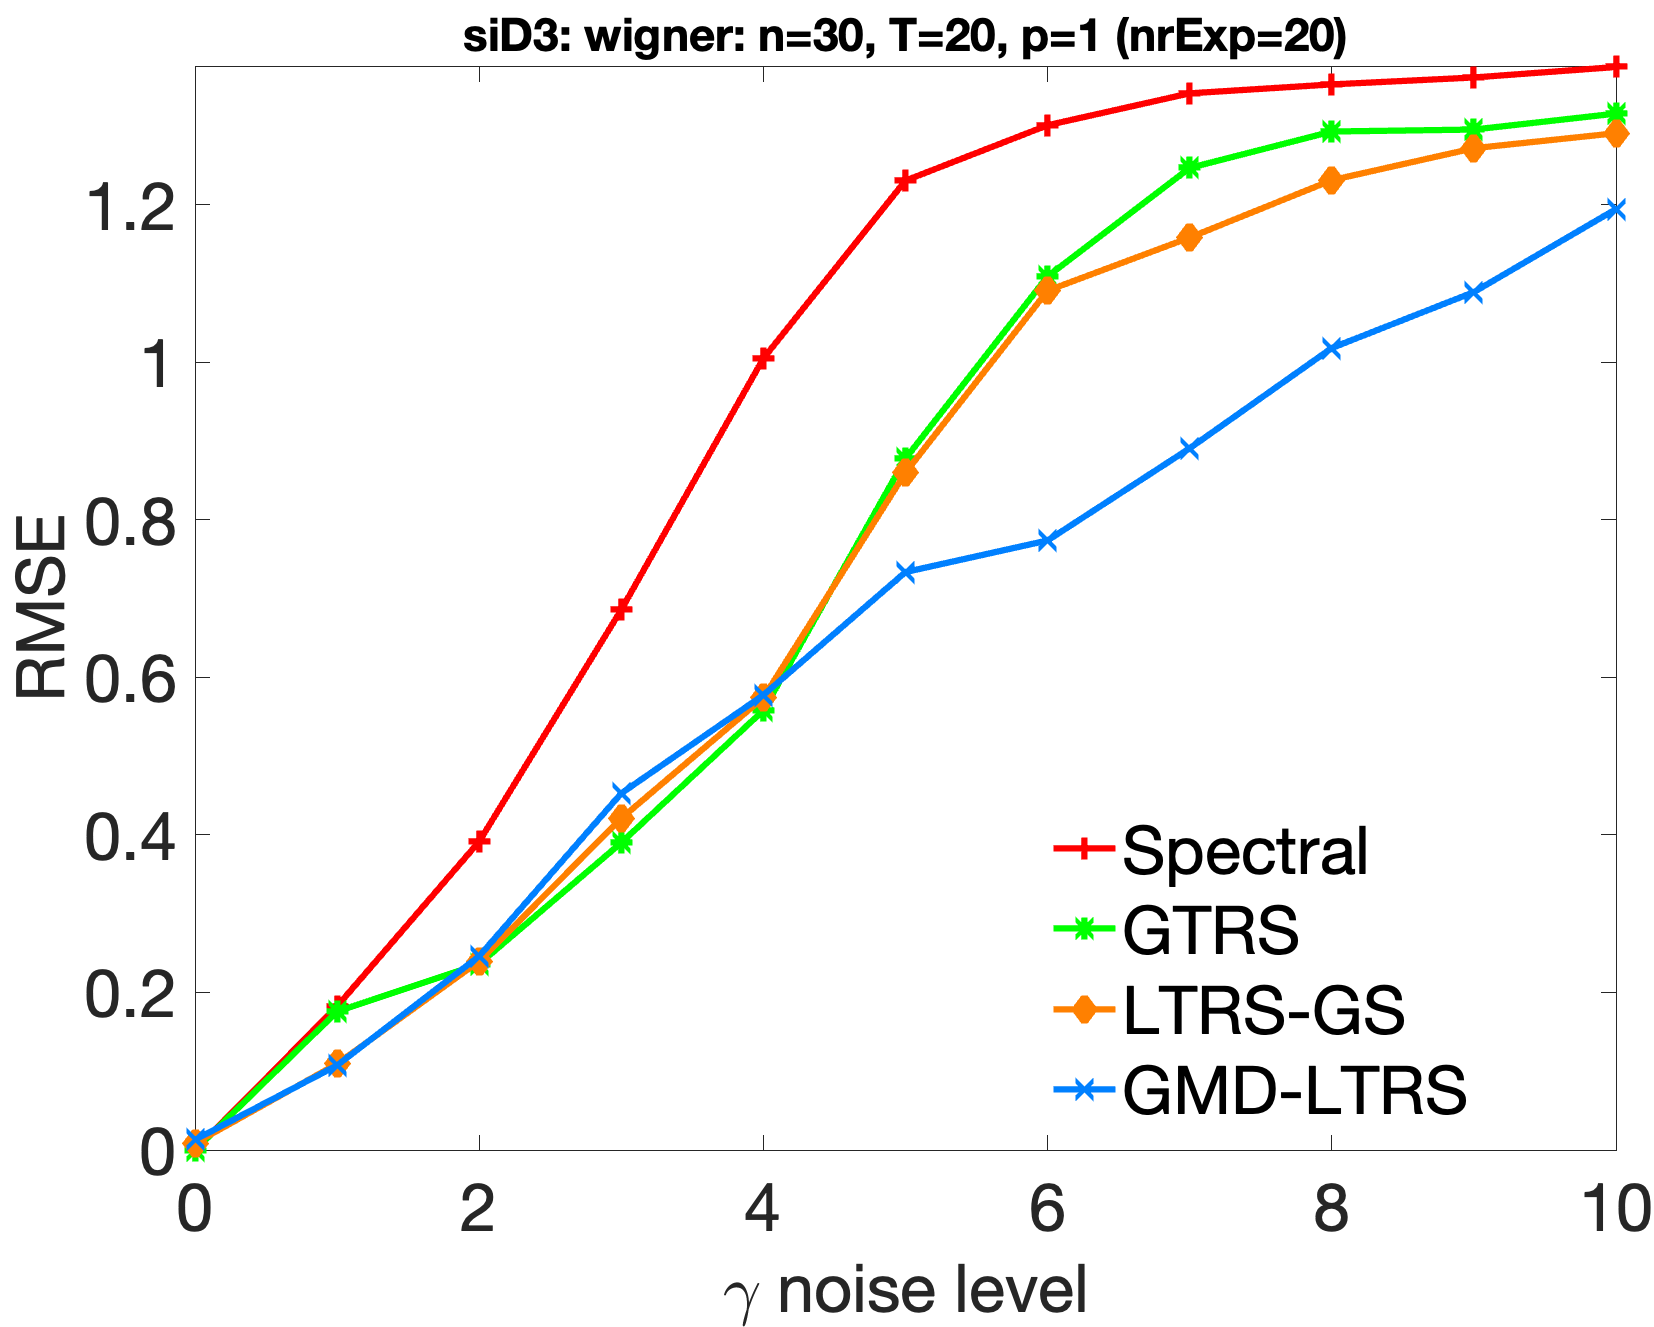 siD3: wigner: n=30, T=20, p=1 (nrExp=20)
RMSE
1.2
1
0.8
0.6
0.4
0.2
0
0 2 4 6 8 10
γ noise level
Spectral
GTRS
LTRS-GS
GMD-LTRS